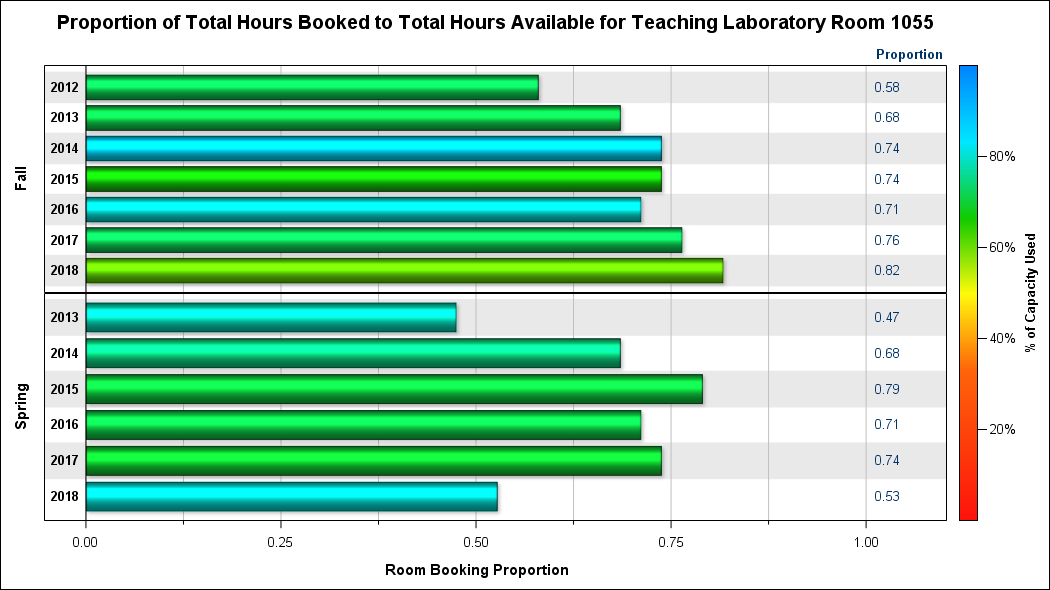 Proportion of Total Hours Booked to Total Hours Available for Teaching Laboratory Room 1055
Proportion
Fall
2012 0.58
2013 0.68
2014 0.74
2015 0.74
2016 0.71
2017 0.76
2018 0.82
Spring
2013 0.47
2014 0.68
2015 0.79
2016 0.71
2017 0.74
2018 0.53
0.00 0.25 0.50 0.75 1.00
Room Booking Proportion
80%
60%
40%
20%
% of Capacity Used